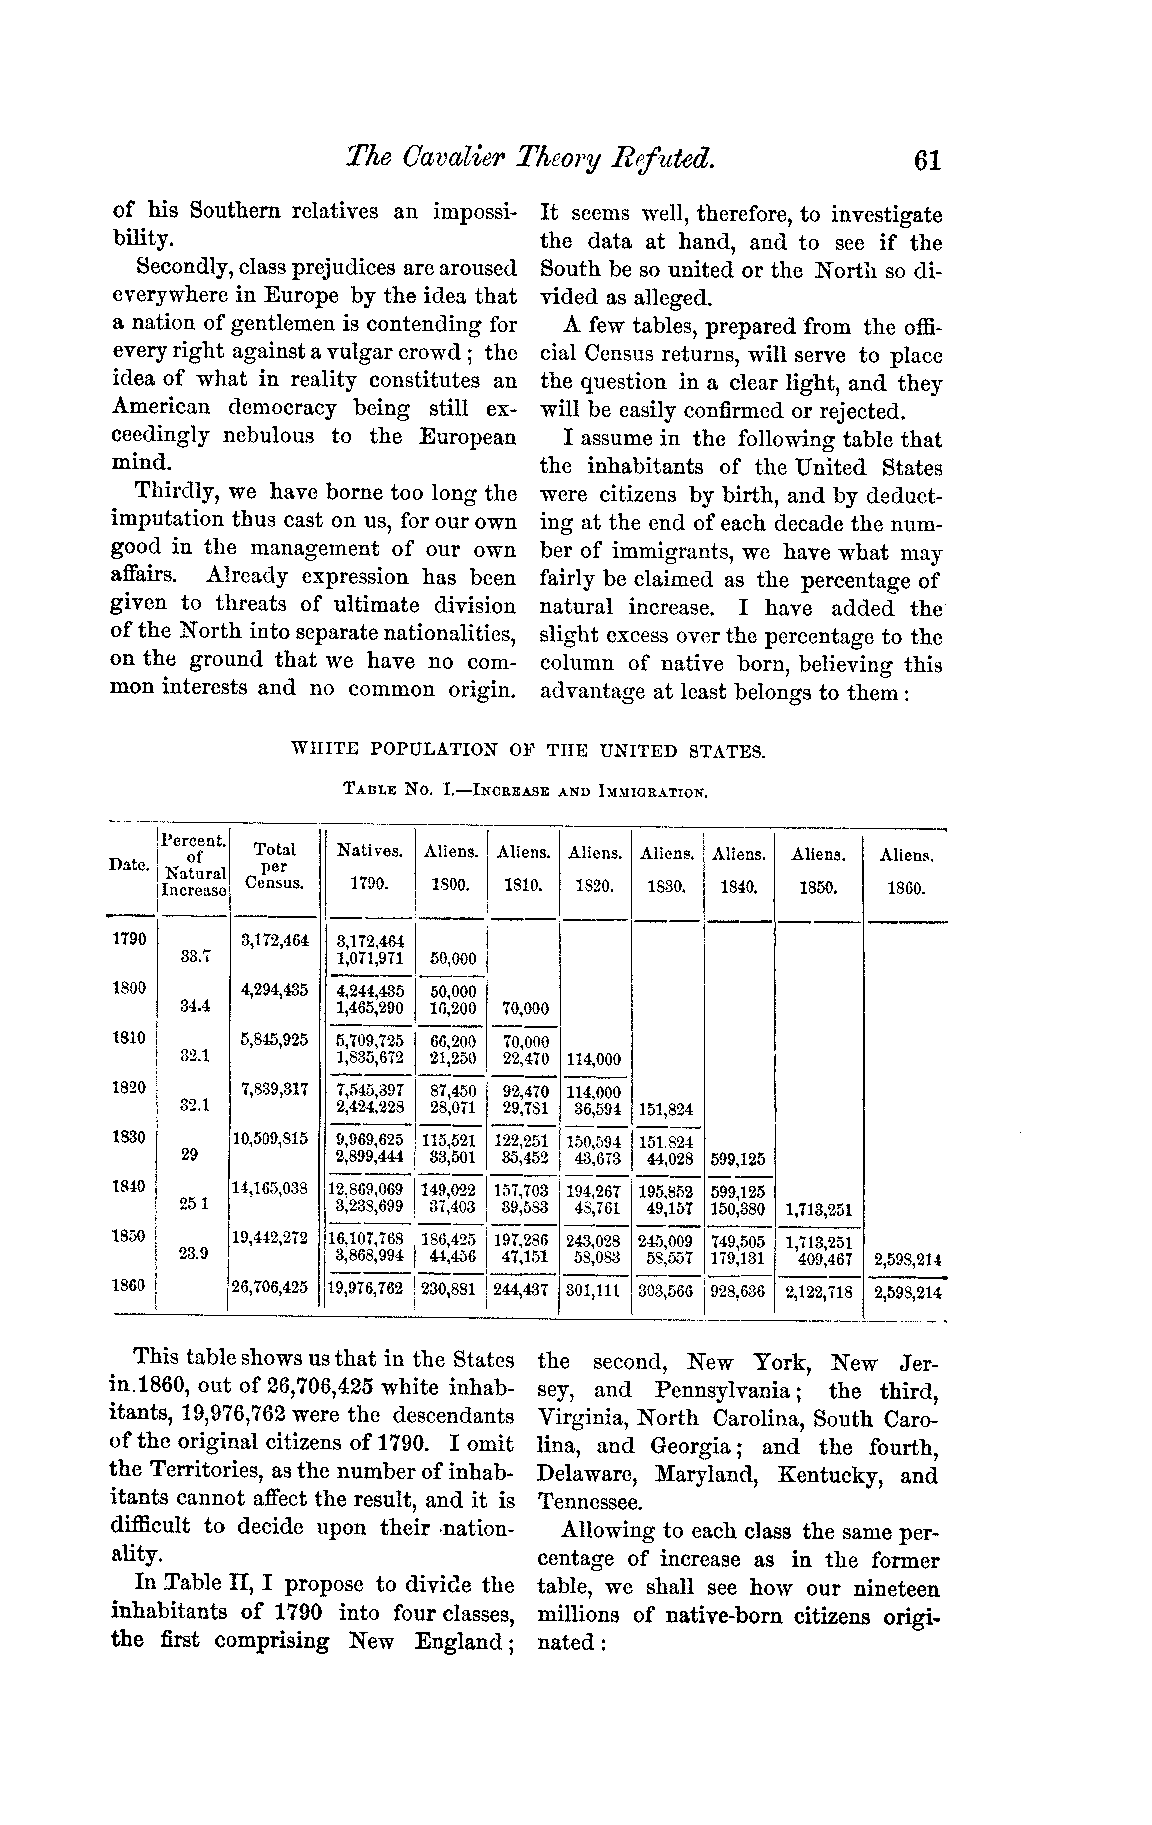 The Cavalier Theory Refuted.
61
of his Southern relatives an impossi-
bility.
Secondly, class prejudices are aroused
everywhere in Europe by the idea that
a nation of gentlemen is contending for
every right against a vulgar crowd ; the
idea of what in reality constitutes an
American democracy being still ex-
ceedingly nebulous to the European
mind.
Thirdly, we have borne too long the
imputation thus cast on us, for our own
good in the management of our own
affairs. Already expression has been
given to threats of ultimate division
of the North into separate nationalities,
on the ground that we have no com-
mon interests and no common origin.
It seems well, therefore, to investigate
the data at hand, and to see if the
South be so united or the North so di-
vided as alleged.
A few tables, prepared from the offi-
cial Census returns, will serve to place
the question in a clear light, and they
will be easily confirmed or rejected.
I assume in the following table that
the inhabitants of the United States
were citizens by birth, and by deduct-
ing at the end of each decade the num-
ber of immigrants, we have what may
fairly be claimed as the percentage of
natural increase. I have added the
slight excess over the percentage to the
column of native born, believing this
advantage at least belongs to them :
WHITE POPULATION OF THE UNITED STATES.
TABLE NO. I.—INCREASE AND IMMIGRATION.
Date. Percent. of Natural Increase Total per Census. Natives. 1790. Aliens. 1800. Aliens. 1810. Aliens. 1820. Aliens. 1830. Aliens. 1840. Aliens. 1850. Aliens. 1860.
1790 3,172,464 3,172,464
33.7 1,071,971 50,000
1800 4,294,435 4,244,435 50,000
34.4 1,465,290 16,200 70,000
1810 5,845,925 5,709,725 66,200 70,000
32.1 1,835,672 21,250 22,470 114,000
1820 7,839,317 7,545,397 87,450 92,470 114,000
32.1 2,424,228 28,071 29,781 36,594 151,824
1830 10,509,815 9,969,625 115,521 122,251 150,594 151.824
29 2,899,444 33,501 35,452 43,673 44,028 599,125
1840 14,165,038 12,869,069 149,022 157,703 194,267 195,852 599,125
25 1 3,238,699 37,403 39,583 48,761 49,157 150,380 1,713,251
1850 19,442,272 16,107,768 186,425 197,286 243,028 245,009 749,505 1,713,251
23.9 3,868,994 44,456 47,151 58,083 58,557 179,131 409,467 2,598,214
1860 26,706,425 19,976,762 230,881 244,437 301,111 303,566 928,636 2,122,718 2,598,214
This table shows us that in the States
in 1860, out of 26,706,425 white inhab-
itants, 19,976,762 were the descendants
of the original citizens of 1790. I omit
the Territories, as the number of inhab-
itants cannot affect the result, and it is
difficult to decide upon their nation-
ality.
In Table II, I propose to divide the
inhabitants of 1790 into four classes,
the first comprising New England ;
the second, New York, New Jer-
sey, and Pennsylvania ; the third,
Virginia, North Carolina, South Caro-
lina, and Georgia ; and the fourth,
Delaware, Maryland, Kentucky, and
Tennessee.
Allowing to each class the same per-
centage of increase as in the former
table, we shall see how our nineteen
millions of native-born citizens origi-
nated :